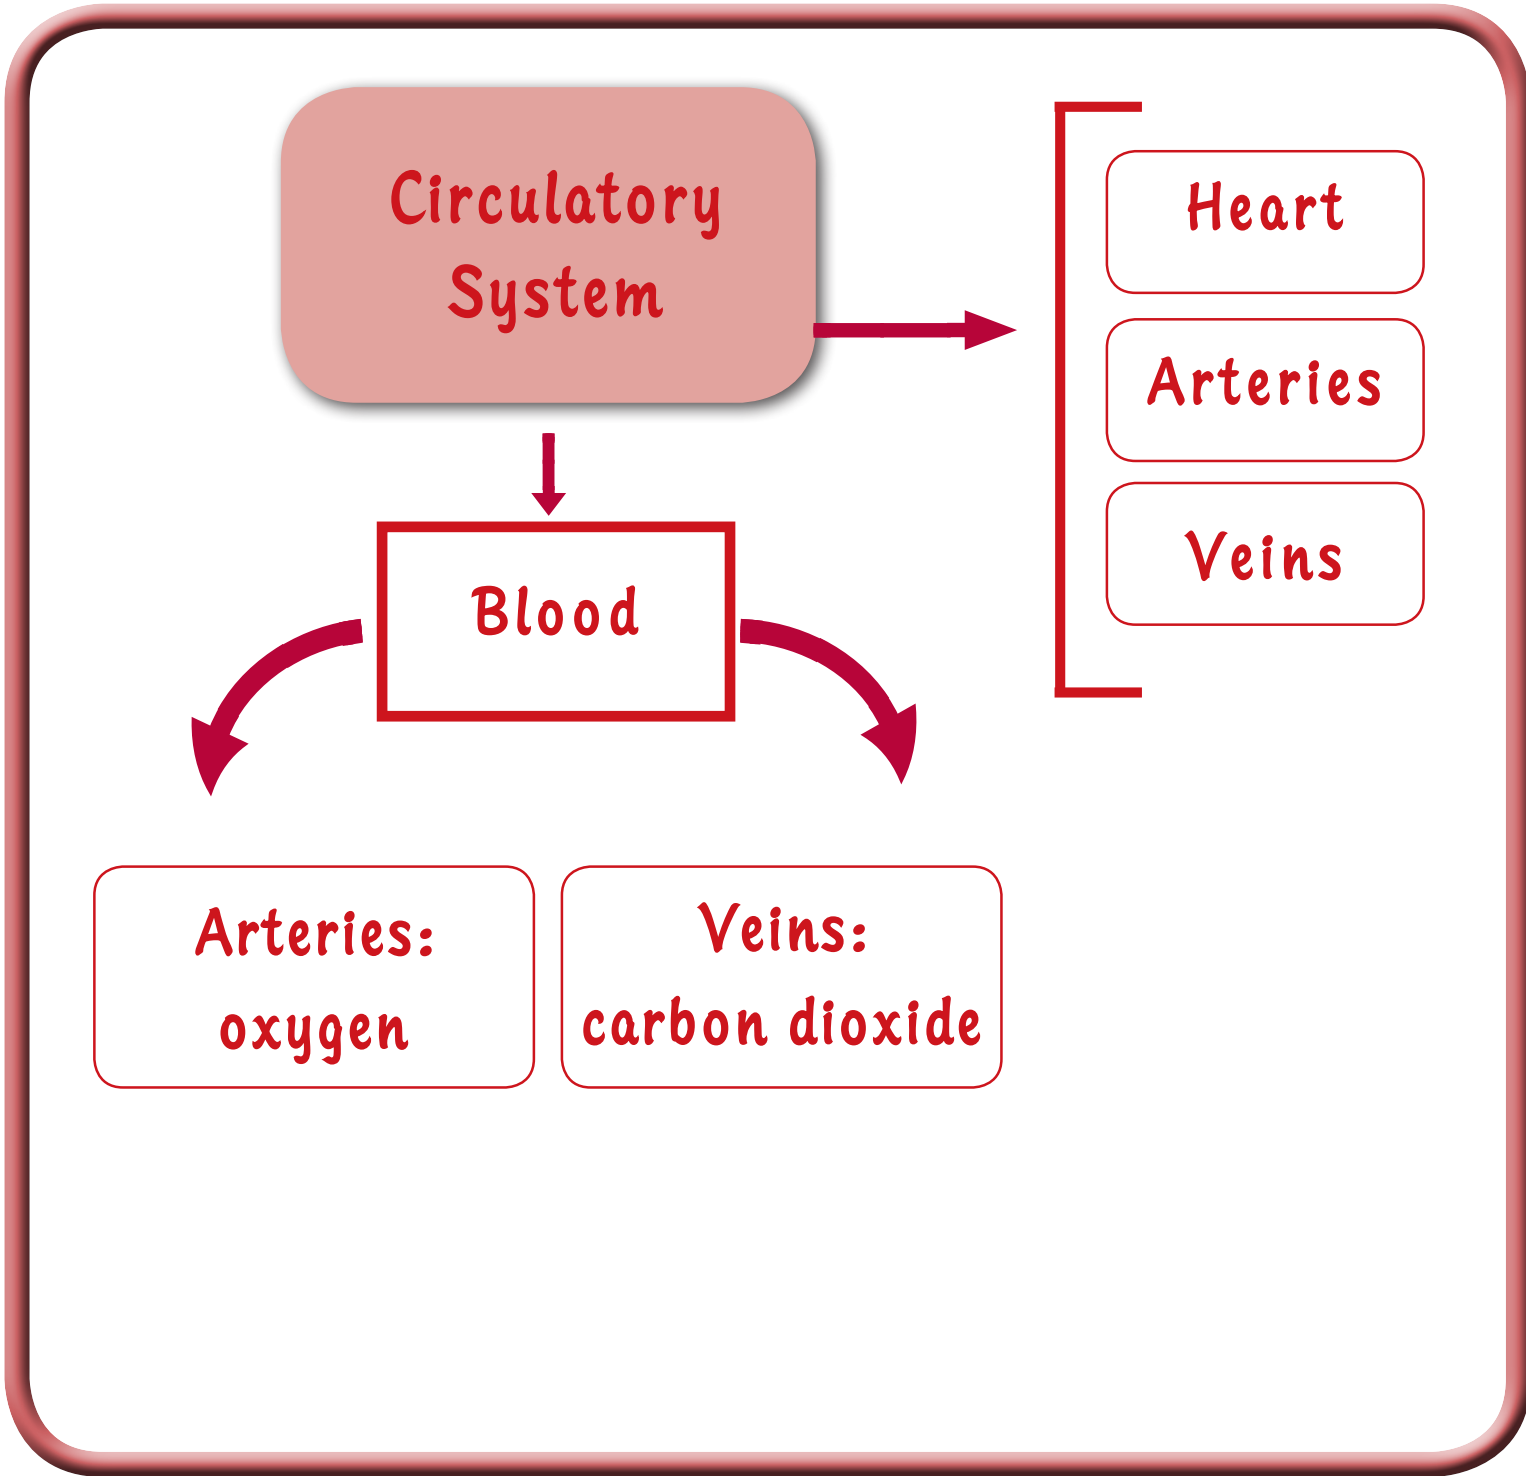 Circulatory
System
Heart
Arteries
Veins
Blood
Arteries:
oxygen
Veins:
carbon dioxide